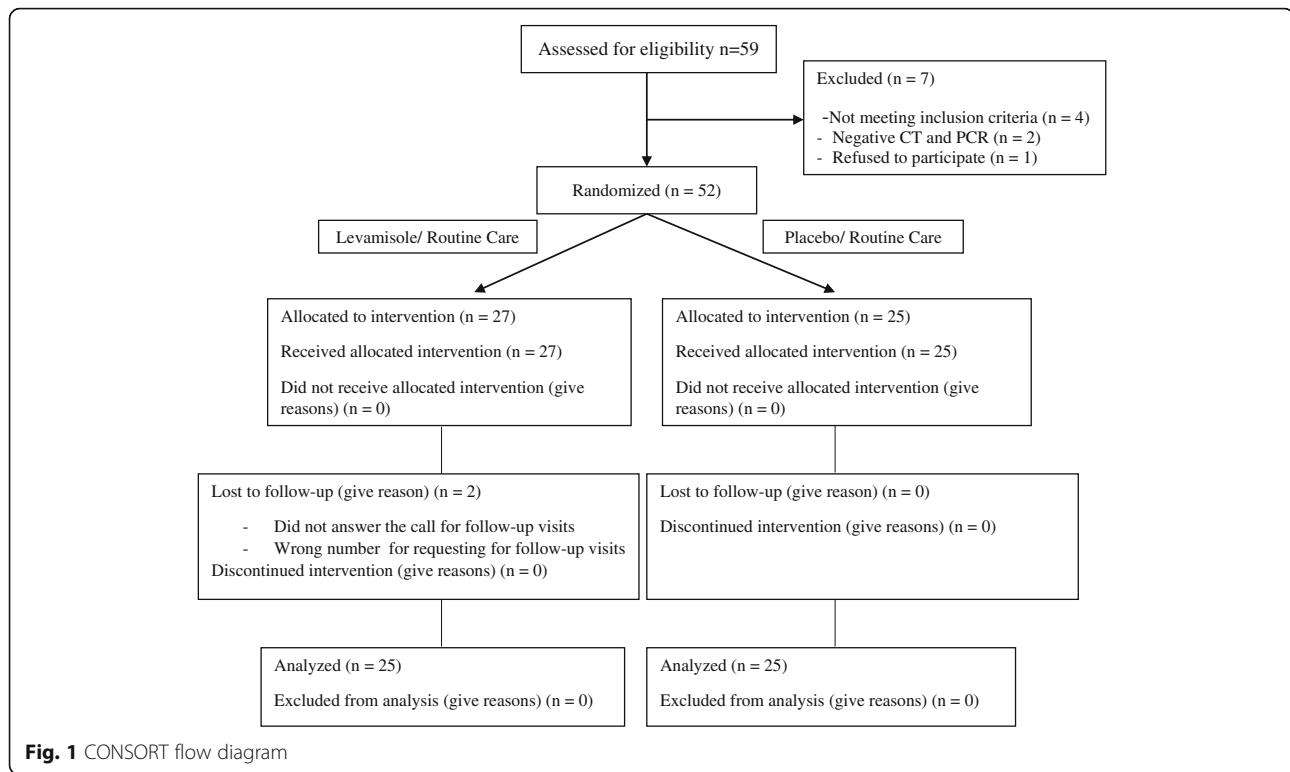 Assessed for eligibility n=59
Excluded (n = 7)
-Not meeting inclusion criteria (n = 4)
- Negative CT and PCR (n = 2)
- Refused to participate (n = 1)
Randomized (n = 52)
Levamisole/ Routine Care
Placebo/ Routine Care
Allocated to intervention (n = 27)
Received allocated intervention (n = 27)
Did not receive allocated intervention (give
reasons) (n = 0)
Allocated to intervention (n = 25)
Received allocated intervention (n = 25)
Did not receive allocated intervention (give
reasons) (n = 0)
Lost to follow-up (give reason) (n = 2)
- Did not answer the call for follow-up visits
- Wrong number for requesting for follow-up visits
Discontinued intervention (give reasons) (n = 0)
Lost to follow-up (give reason) (n = 0)
Discontinued intervention (give reasons) (n = 0)
Analyzed (n = 25)
Excluded from analysis (give reasons) (n = 0)
Analyzed (n = 25)
Excluded from analysis (give reasons) (n = 0)
Fig. 1 CONSORT flow diagram